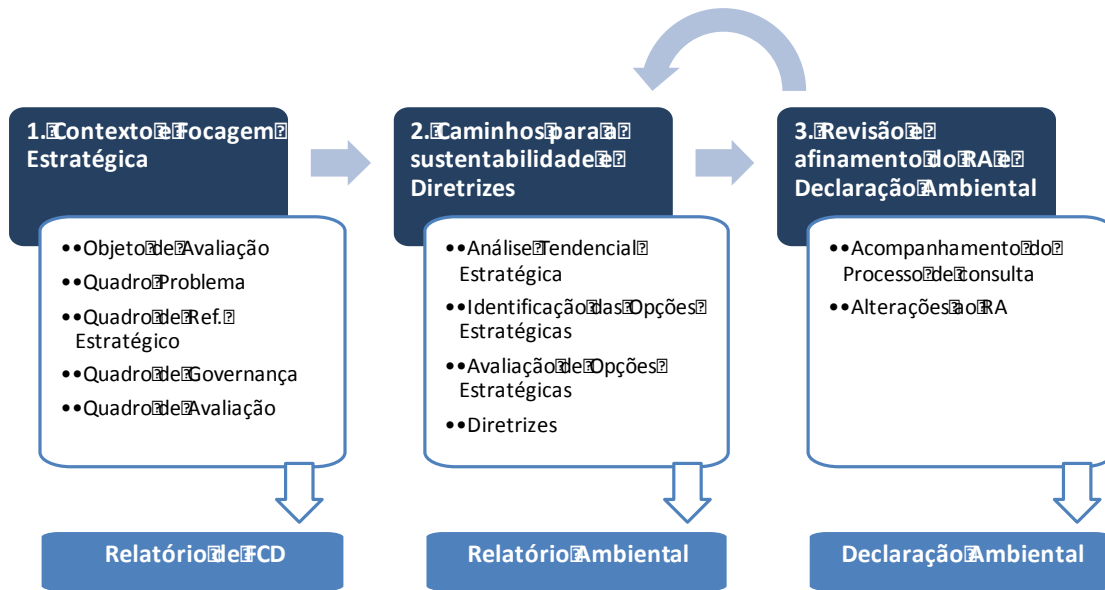 1. Contexto e Focagem
Estratégica
••Objeto de Avaliação
••Quadro Problema
••Quadro de Ref.
Estratégico
••Quadro de Governança
••Quadro de Avaliação
Relatório de FCD
2. Caminhos para a
sustentabilidade e
Diretrizes
••Análise Tendencial
Estratégica
••Identificação das Opções
Estratégicas
••Avaliação de Opções
Estratégicas
••Diretrizes
Relatório Ambiental
3. Revisão e
afinamento do RA e
Declaração Ambiental
••Acompanhamento do
Processo de consulta
••Alterações ao RA
Declaração Ambiental